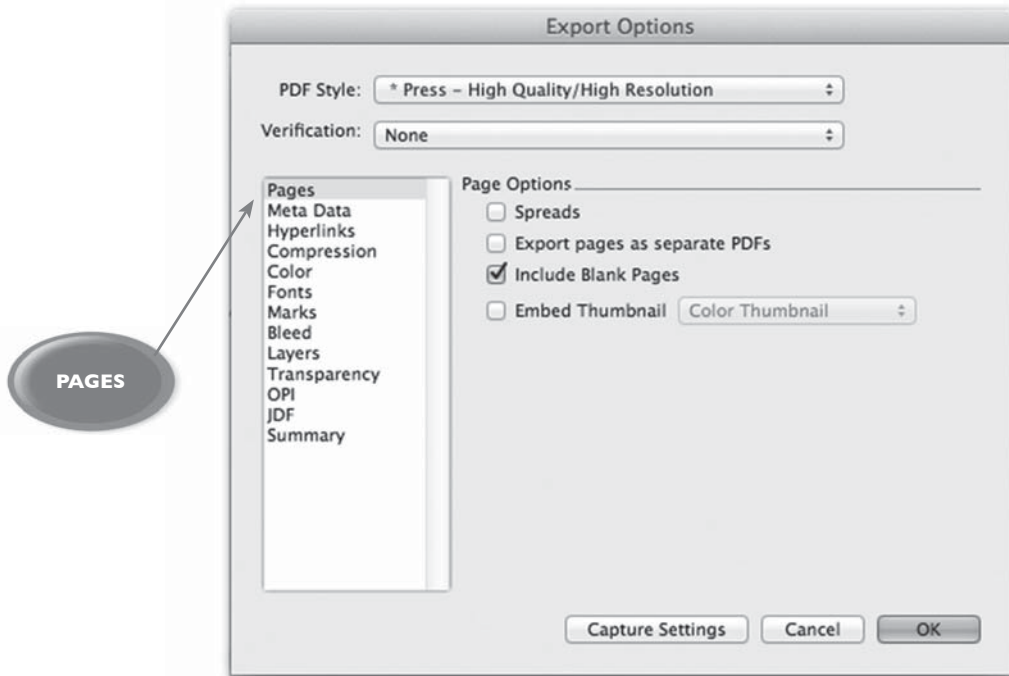 Export Options
PDF Style: * Press – High Quality/High Resolution
Verification: None
Pages
Meta Data
Hyperlinks
Compression
Color
Fonts
Marks
Bleed
Layers
Transparency
OPI
JDF
Summary
Page Options
Spreads
Export pages as separate PDFs
Include Blank Pages
Embed Thumbnail Color Thumbnail
PAGES
Capture Settings Cancel OK